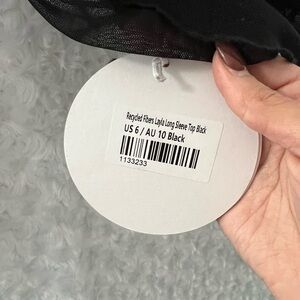 Recycled Fibers Layla Long Sleeve Top Black
US 6 / AU 10 Black
1133233